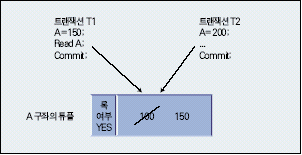 트랜잭션 T1
A=150;
Read A;
Commit;
트랜잭션 T2
A=200;
...
Commit;
A 구좌의 튜플
록
여부
YES
100
150